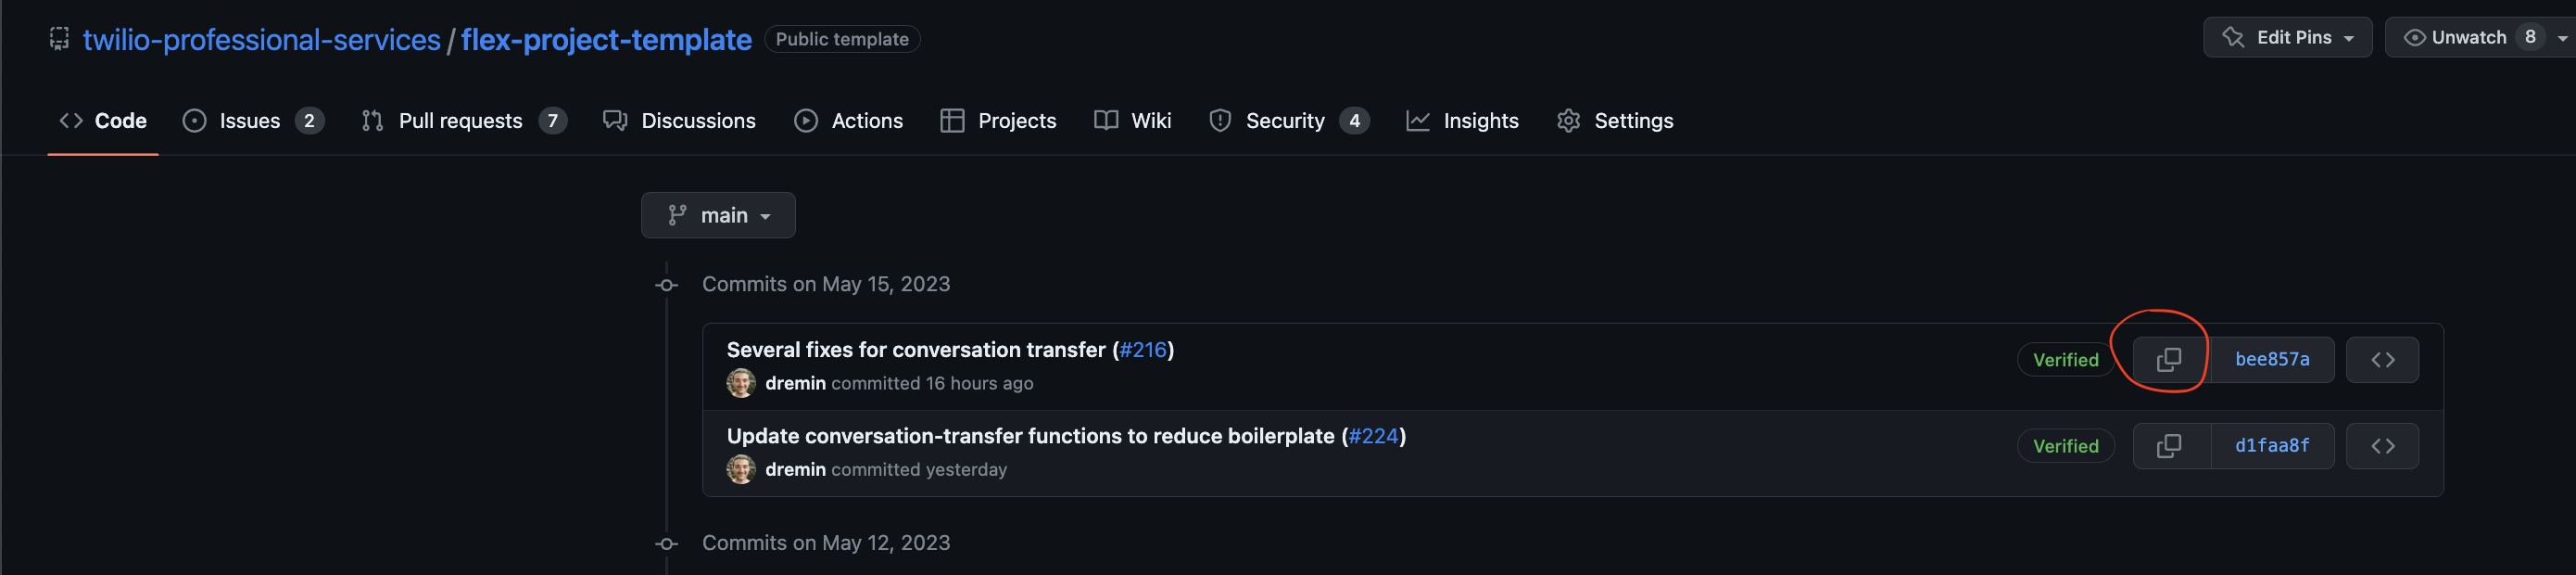 twilio-professional-services / flex-project-template Public template Edit Pins Unwatch 8
Code Issues 2 Pull requests 7 Discussions Actions Projects Wiki Security 4 Insights Settings
main
Commits on May 15, 2023
Several fixes for conversation transfer (#216)
dremin committed 16 hours ago
Verified bee857a
Update conversation-transfer functions to reduce boilerplate (#224)
dremin committed yesterday
Verified d1faa8f
Commits on May 12, 2023